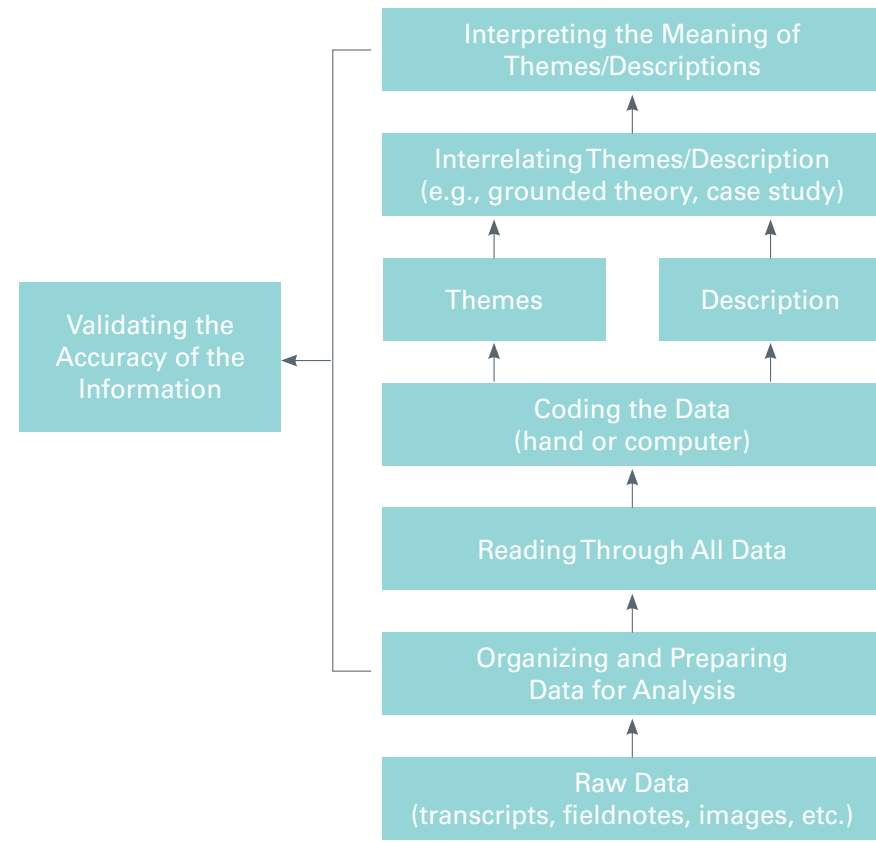 Interpreting the Meaning of
Themes/Descriptions
Interrelating Themes/Description
(e.g., grounded theory, case study)
Themes
Description
Validating the
Accuracy of the
Information
Coding the Data
(hand or computer)
Reading Through All Data
Organizing and Preparing
Data for Analysis
Raw Data
(transcripts, fieldnotes, images, etc.)